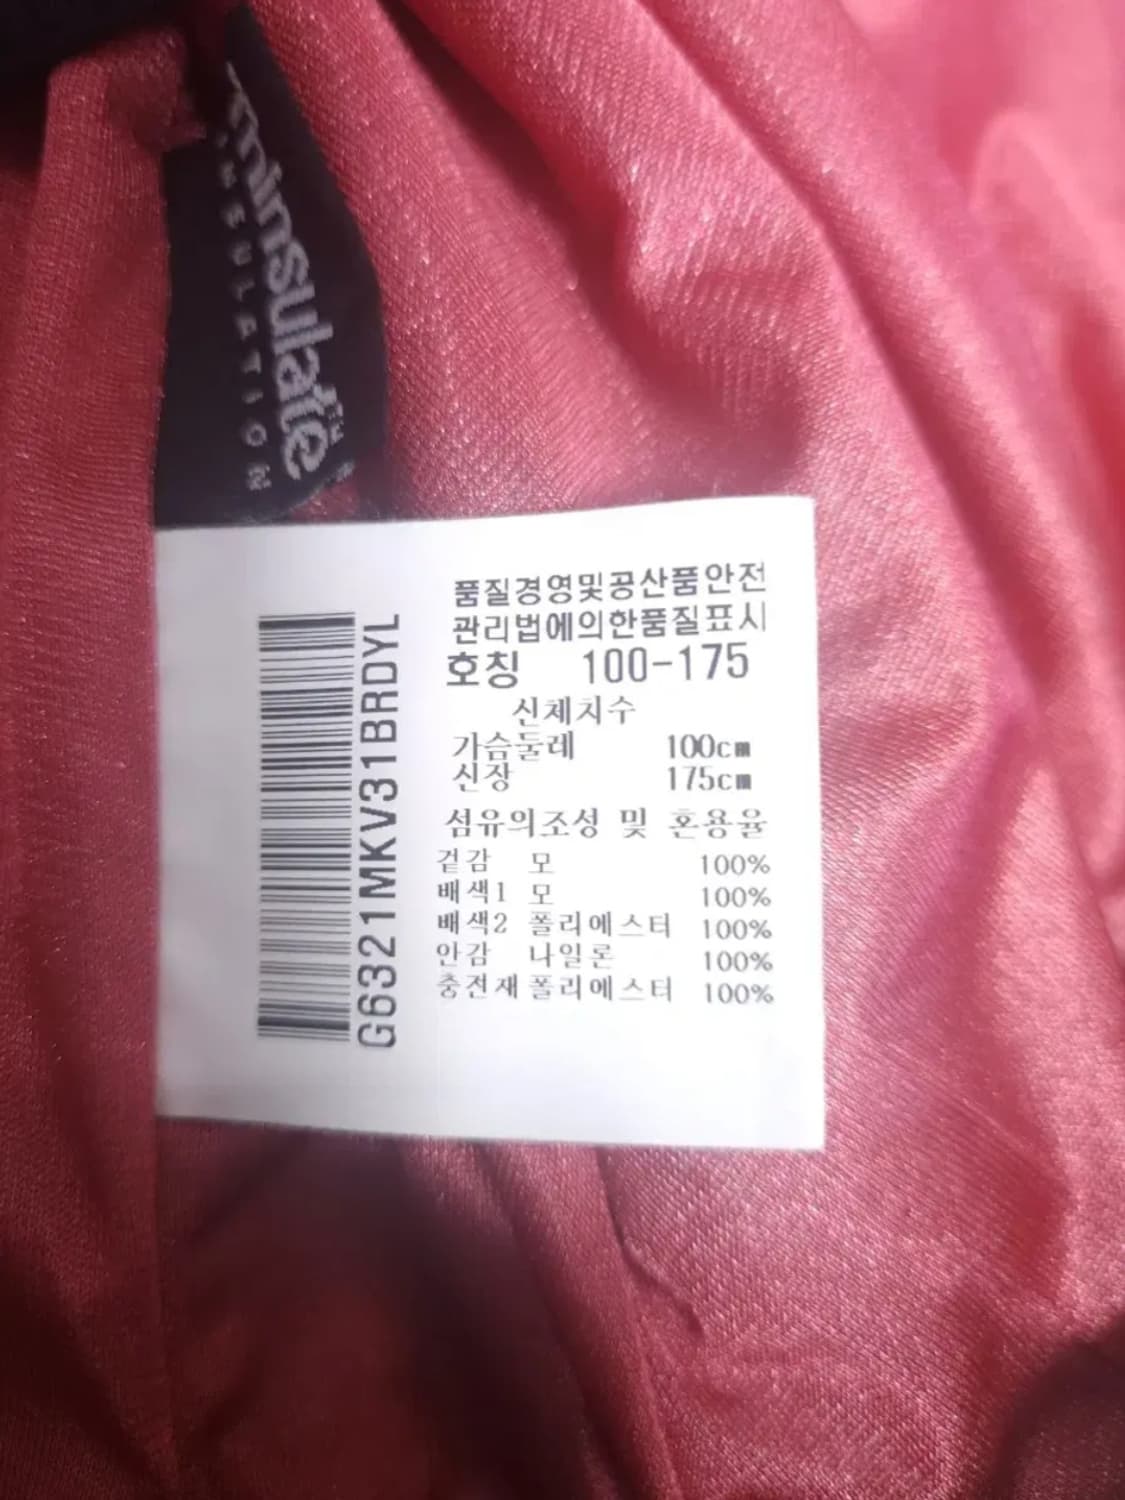 Thinsulate™
INSULATION
품질경영및공산품안전
관리법에의한품질표시
호칭 100-175
신체치수
가슴둘레 100cm
신장 175cm
섬유의조성 및 혼용율
겉감 모 100%
배색1 모 100%
배색2 폴리에스터 100%
안감 나일론 100%
충전재 폴리에스터 100%
G6321MKV31BRDYL